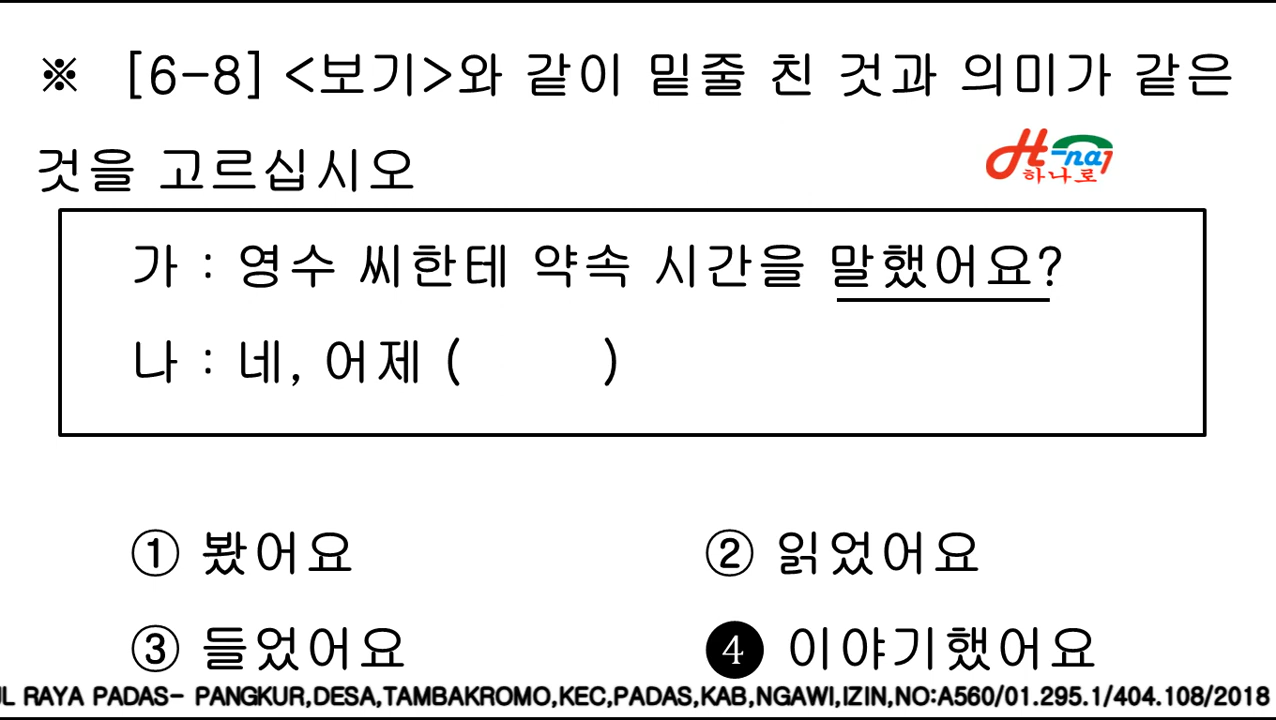 ※ [6-8] <보기>와 같이 밑줄 친 것과 의미가 같은
것을 고르십시오
H-na1
하나로
가 : 영수 씨한테 약속 시간을 말했어요?
나 : 네, 어제 (          )
① 봤어요
② 읽었어요
③ 들었어요
❹ 이야기했어요
JL RAYA PADAS- PANGKUR,DESA,TAMBAKROMO,KEC,PADAS,KAB,NGAWI,IZIN,NO:A560/01.295.1/404.108/2018